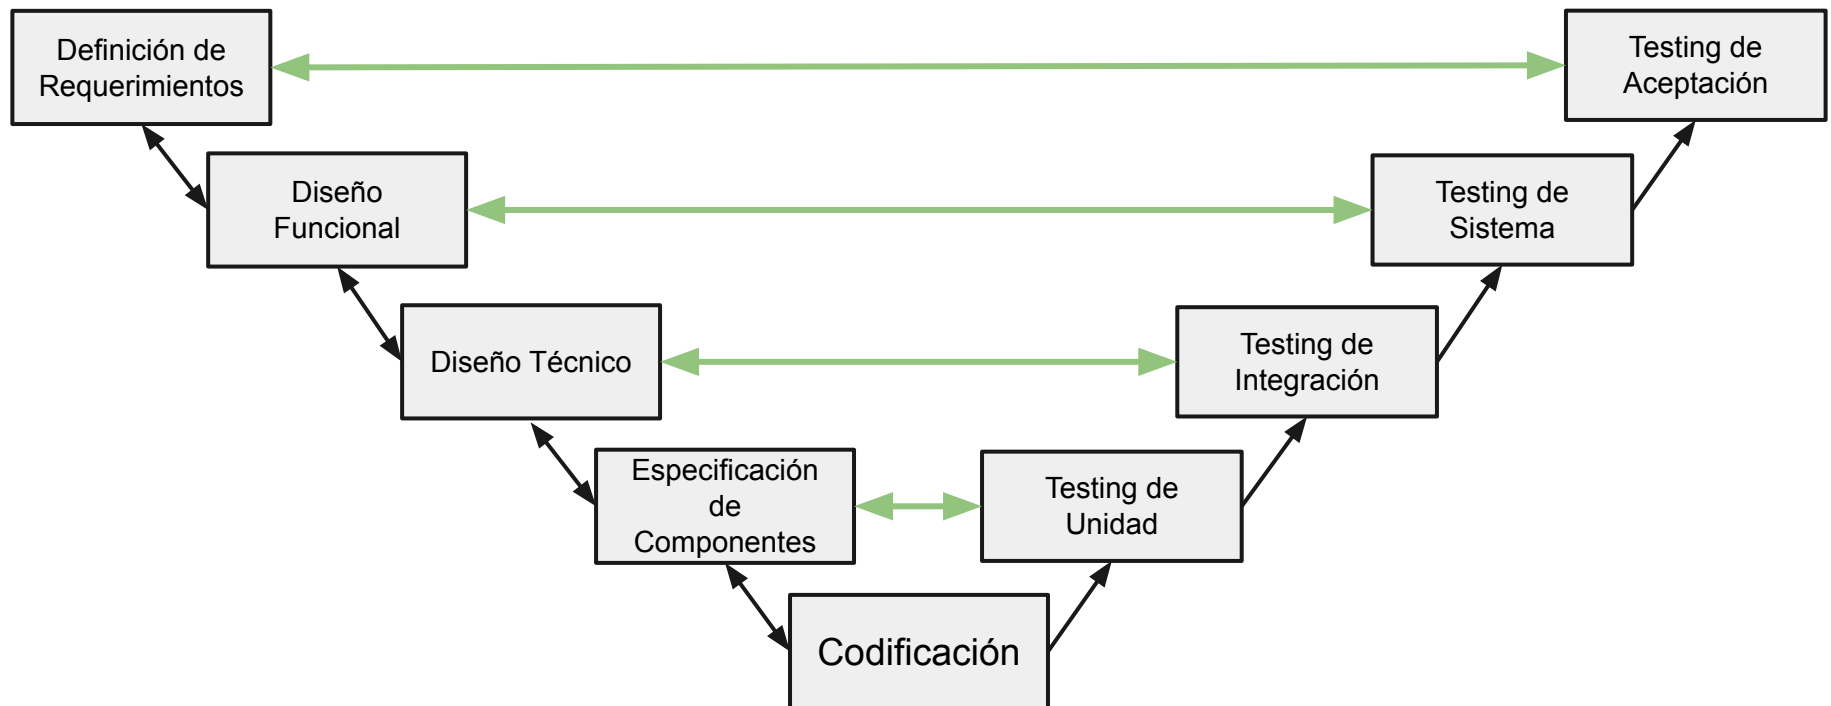 Definición de
Requerimientos
Testing de
Aceptación
Diseño
Funcional
Testing de
Sistema
Diseño Técnico
Testing de
Integración
Especificación
de
Componentes
Testing de
Unidad
Codificación